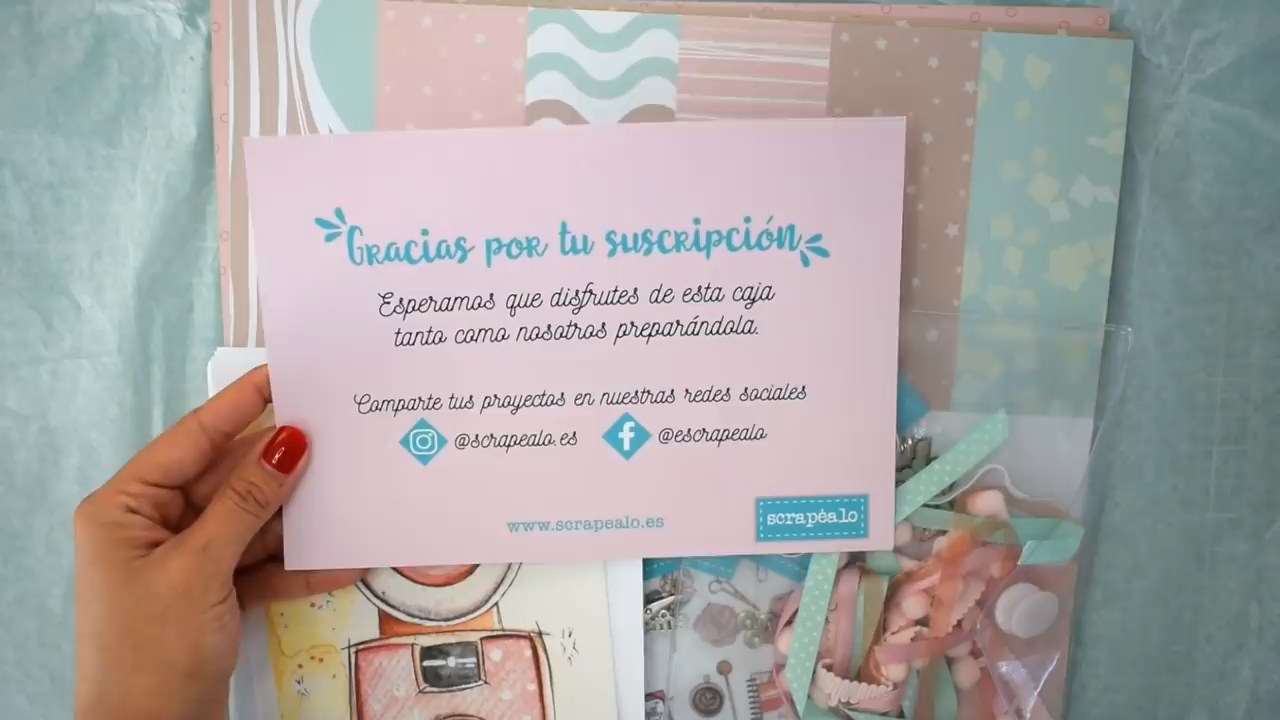 Gracias por tu suscripción
Esperamos que disfrutes de esta caja
tanto como nosotros preparándola.
Comparte tus proyectos en nuestras redes sociales
@scrapealo.es @escrapealo
www.scrapealo.es
scrapéalo